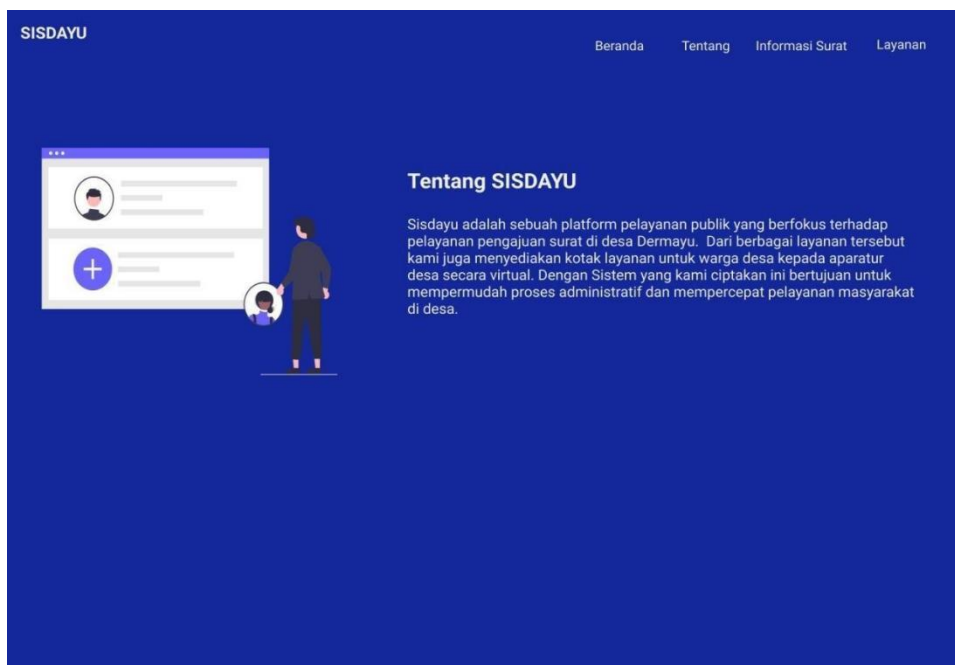 SISDAYU
Beranda Tentang Informasi Surat Layanan
Tentang SISDAYU
Sisdayu adalah sebuah platform pelayanan publik yang berfokus terhadap
pelayanan pengajuan surat di desa Dermayu. Dari berbagai layanan tersebut
kami juga menyediakan kotak layanan untuk warga desa kepada aparatur
desa secara virtual. Dengan Sistem yang kami ciptakan ini bertujuan untuk
mempermudah proses administratif dan mempercepat pelayanan masyarakat
di desa.